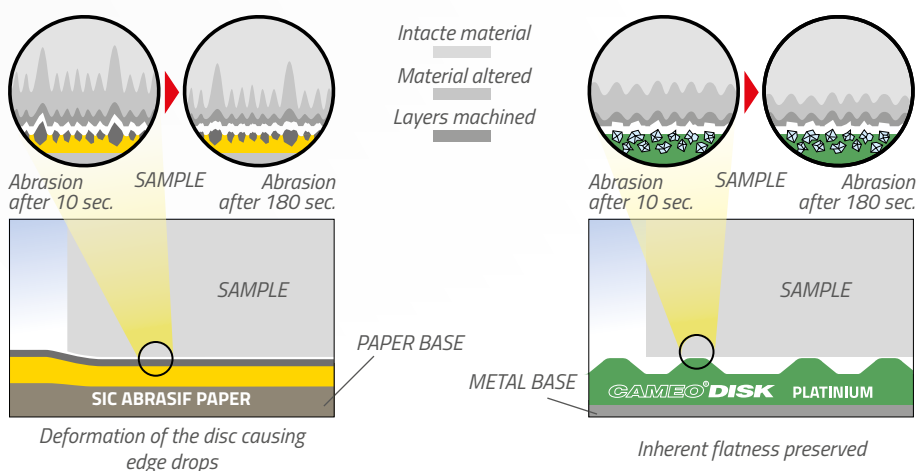 Intacte material
Material altered
Layers machined
Abrasion
after 10 sec.
SAMPLE
Abrasion
after 180 sec.
Abrasion
after 10 sec.
SAMPLE
Abrasion
after 180 sec.
SAMPLE
PAPER BASE
SIC ABRASIF PAPER
Deformation of the disc causing
edge drops
SAMPLE
METAL BASE
CAMEO® DISK PLATINIUM
Inherent flatness preserved